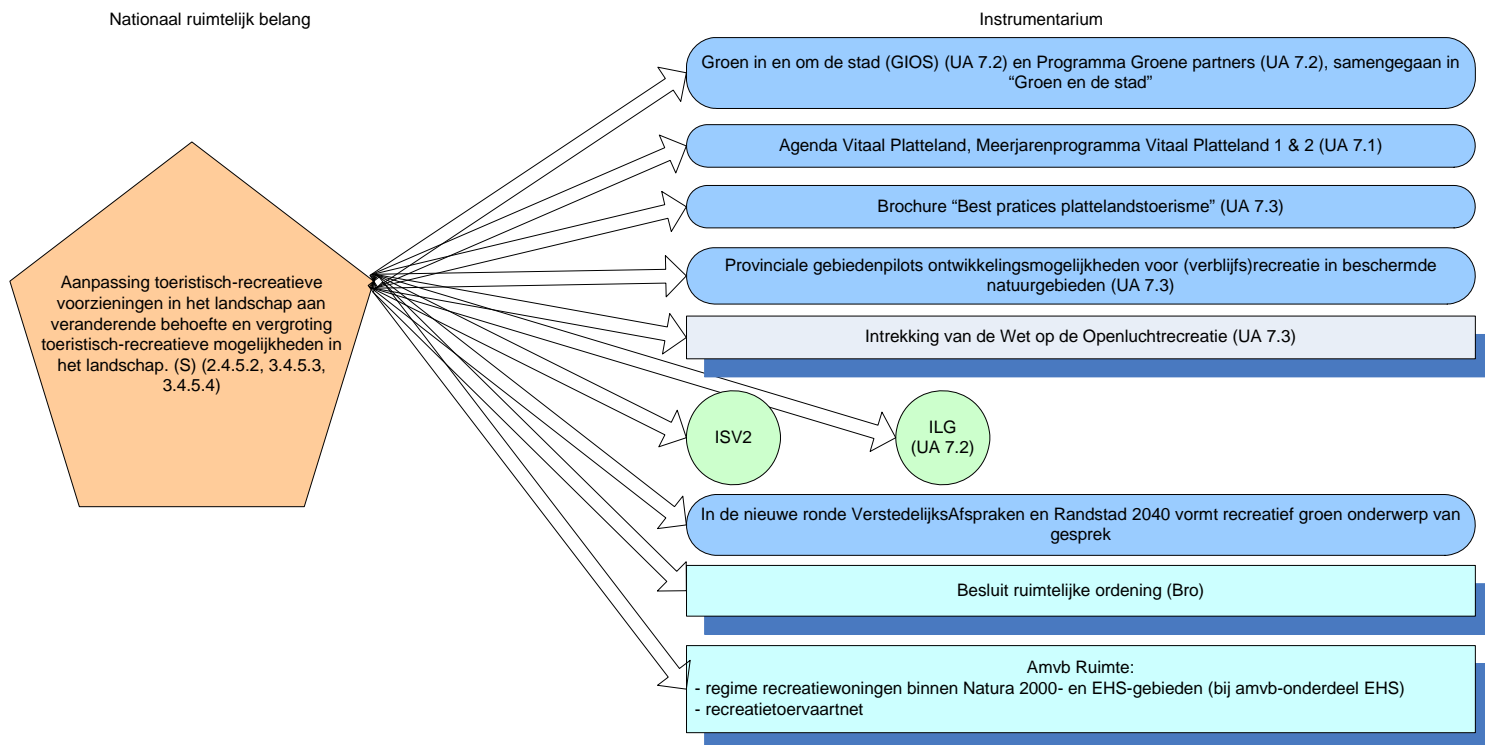 Nationaal ruimtelijk belang
Instrumentarium
Aanpassing toeristisch-recreatieve
voorzieningen in het landschap aan
veranderende behoefte en vergroting
toeristisch-recreatieve mogelijkheden in
het landschap. (S) (2.4.5.2, 3.4.5.3,
3.4.5.4)
Groen in en om de stad (GIOS) (UA 7.2) en Programma Groene partners (UA 7.2), samengegaan in
“Groen en de stad”
Agenda Vitaal Platteland, Meerjarenprogramma Vitaal Platteland 1 & 2 (UA 7.1)
Brochure “Best pratices plattelandstoerisme” (UA 7.3)
Provinciale gebiedenpilots ontwikkelingsmogelijkheden voor (verblijfs)recreatie in beschermde
natuurgebieden (UA 7.3)
Intrekking van de Wet op de Openluchtrecreatie (UA 7.3)
ISV2
ILG
(UA 7.2)
In de nieuwe ronde VerstedelijksAfspraken en Randstad 2040 vormt recreatief groen onderwerp van
gesprek
Besluit ruimtelijke ordening (Bro)
Amvb Ruimte:
- regime recreatiewoningen binnen Natura 2000- en EHS-gebieden (bij amvb-onderdeel EHS)
- recreatietoervaartnet